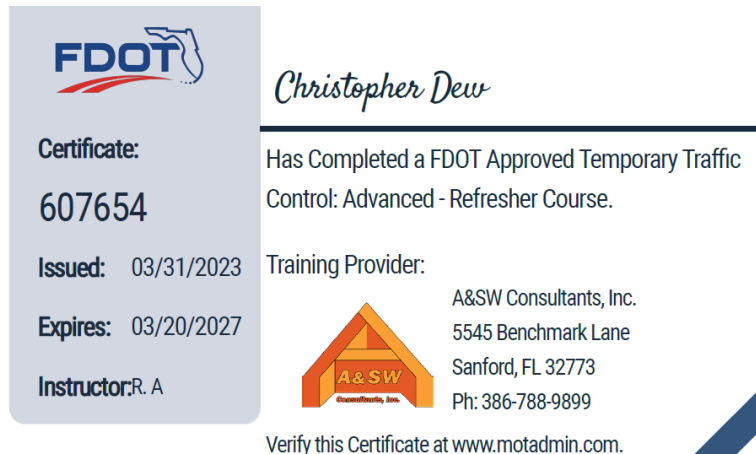 FDOT
Certificate:
607654
Issued: 03/31/2023
Expires: 03/20/2027
Instructor:R. A
Christopher Dew
Has Completed a FDOT Approved Temporary Traffic
Control: Advanced - Refresher Course.
Training Provider:
A&SW
Consultants, Inc.
A&SW Consultants, Inc.
5545 Benchmark Lane
Sanford, FL 32773
Ph: 386-788-9899
Verify this Certificate at www.motadmin.com.